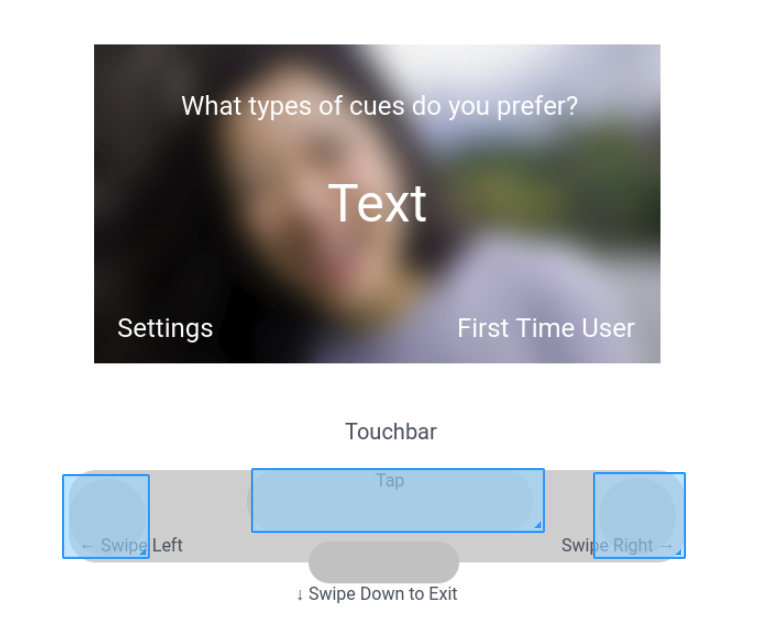 What types of cues do you prefer?
Text
Settings
First Time User
Touchbar
Tap
← Swipe Left
Swipe Right →
↓ Swipe Down to Exit